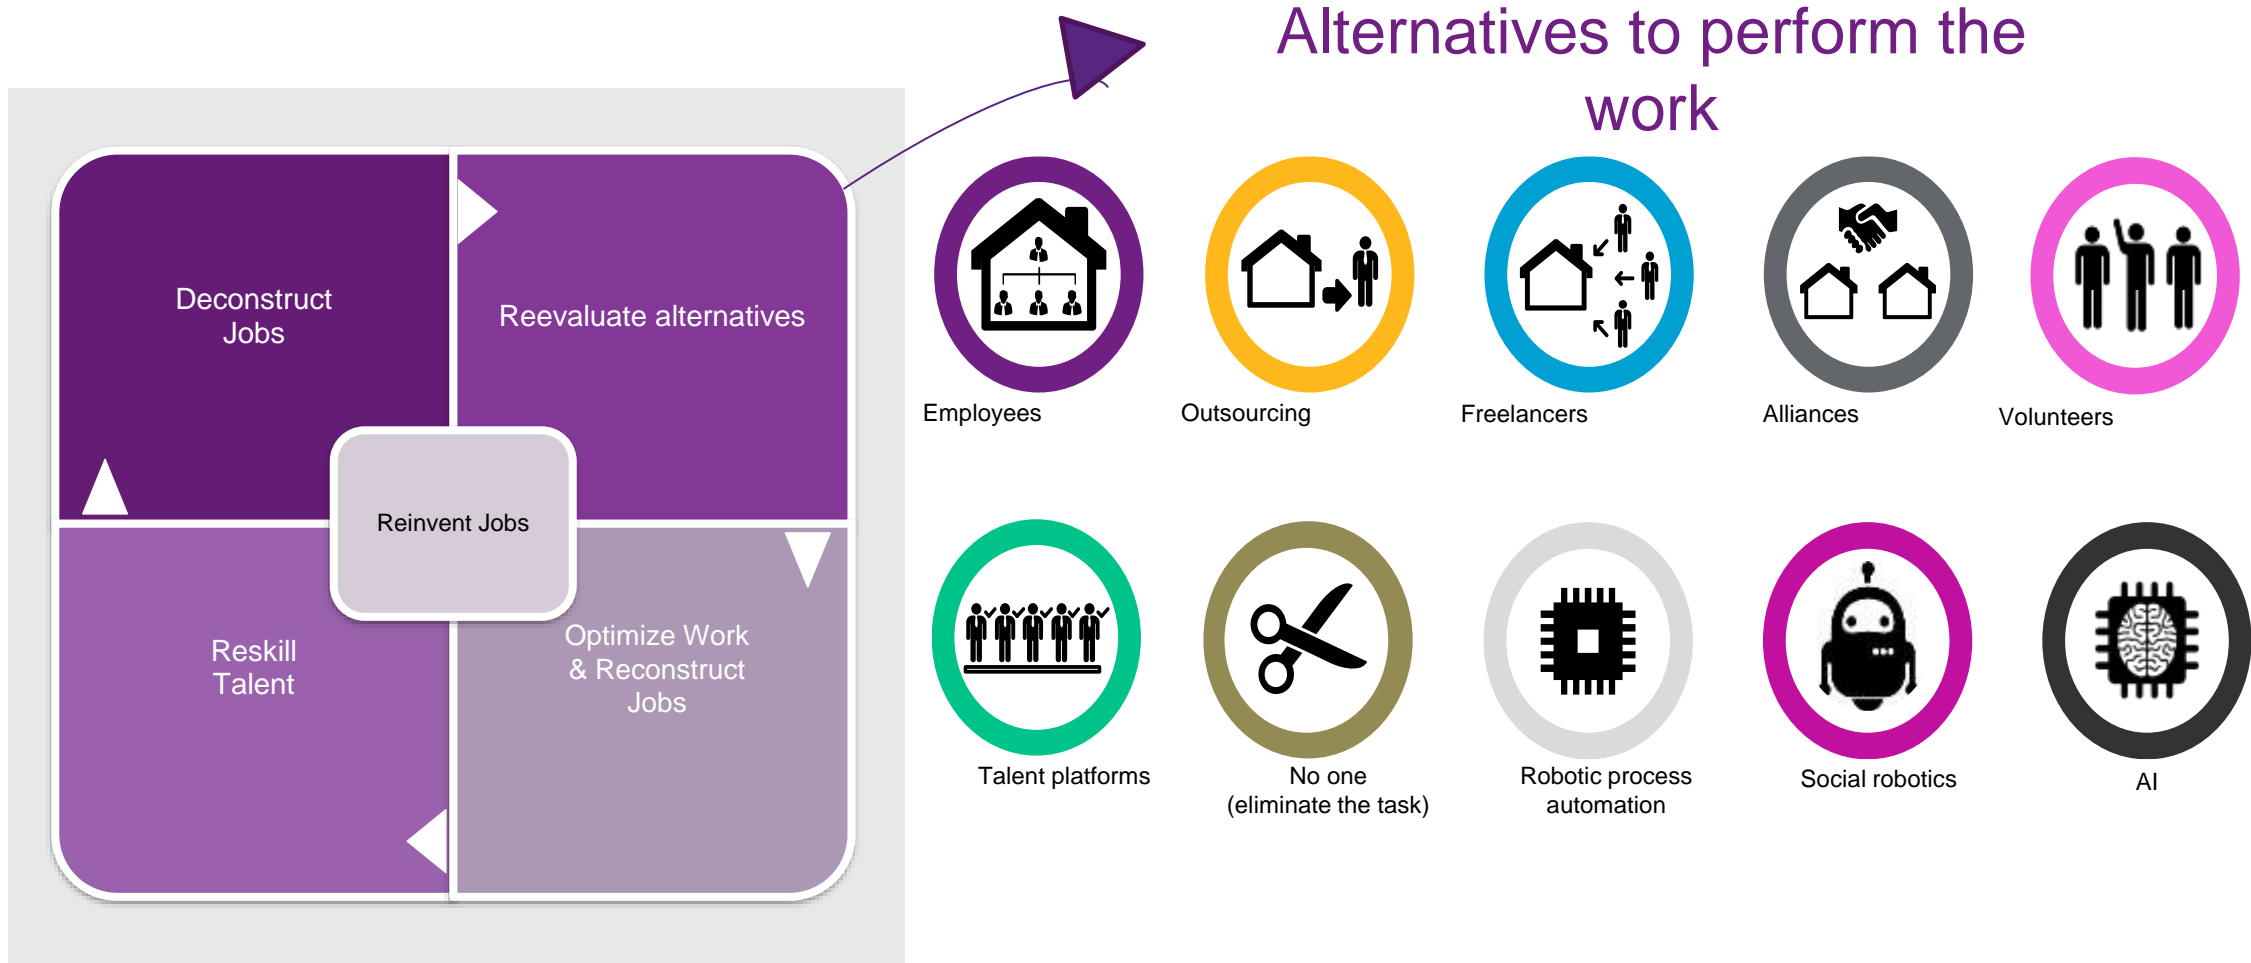 Alternatives to perform the
work
Deconstruct
Jobs
Reevaluate alternatives
Reinvent Jobs
Reskill
Talent
Optimize Work
& Reconstruct
Jobs
Employees
Outsourcing
Freelancers
Alliances
Volunteers
Talent platforms
No one
(eliminate the task)
Robotic process
automation
Social robotics
AI